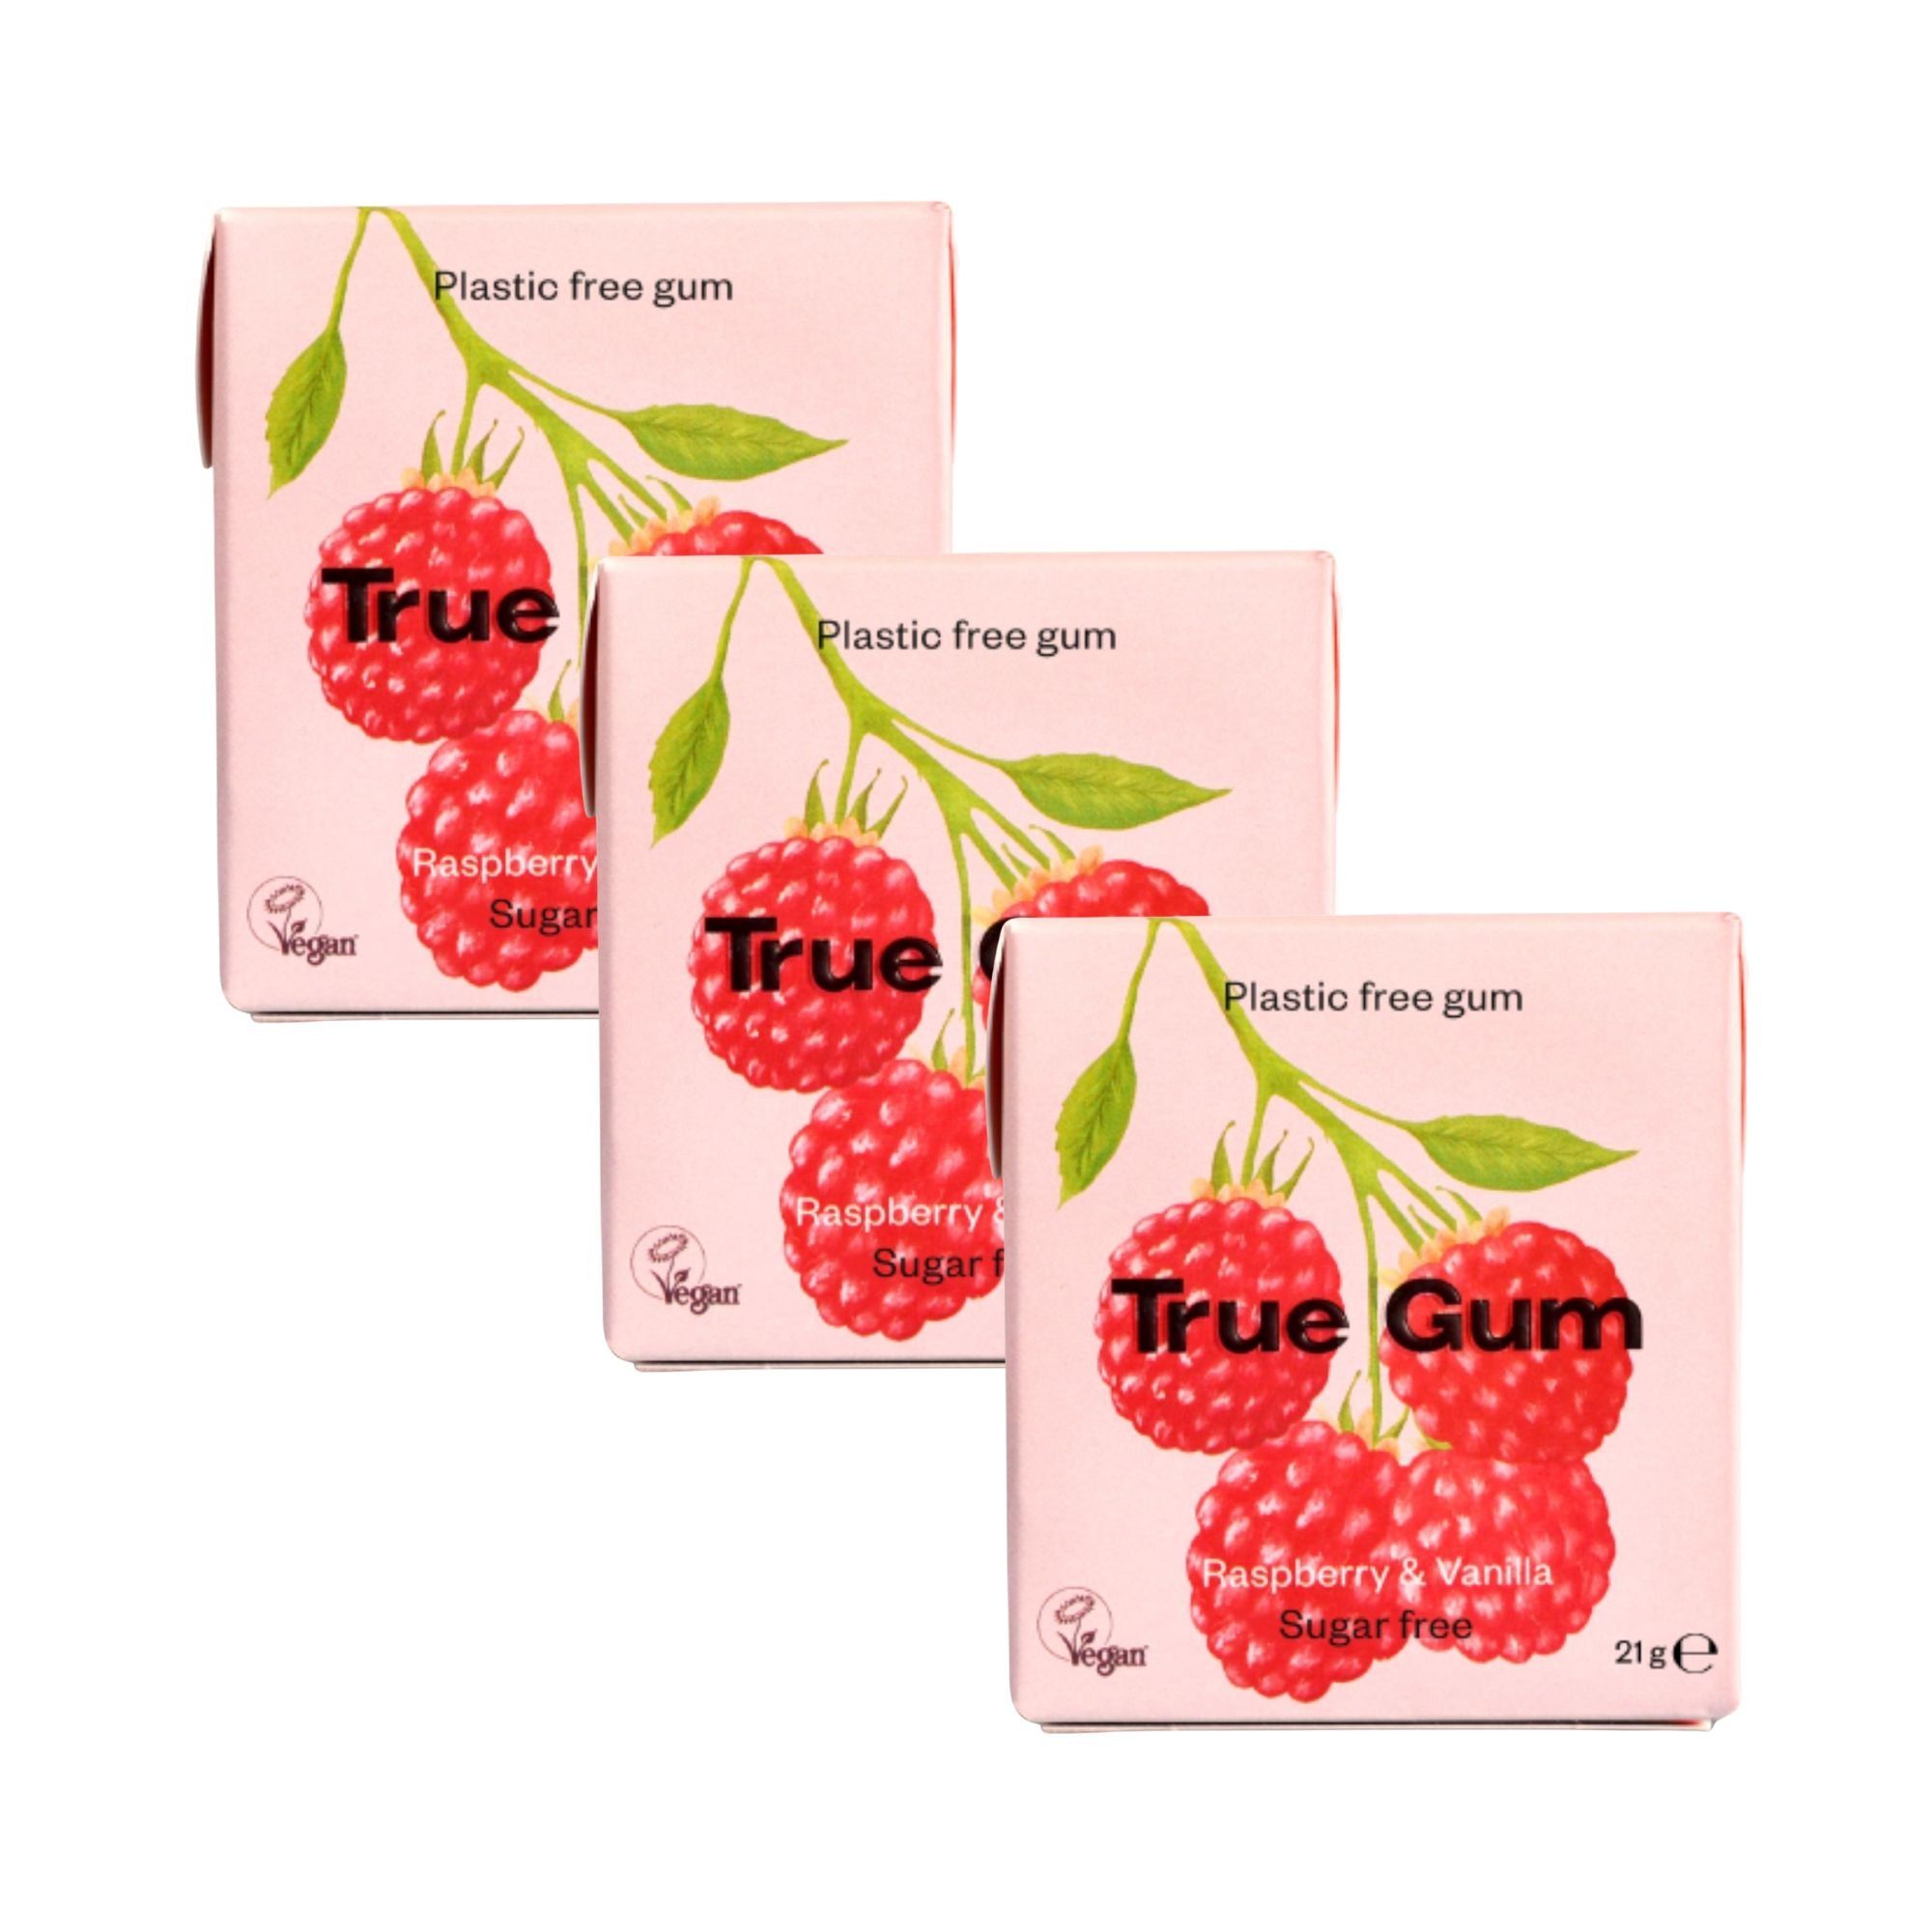 Plastic free gum
True
Raspberry
Sugar
Vegan
Plastic free gum
True
Raspberry &
Sugar f
Vegan
Plastic free gum
True Gum
Raspberry & Vanilla
Sugar free
Vegan
21 g ℮